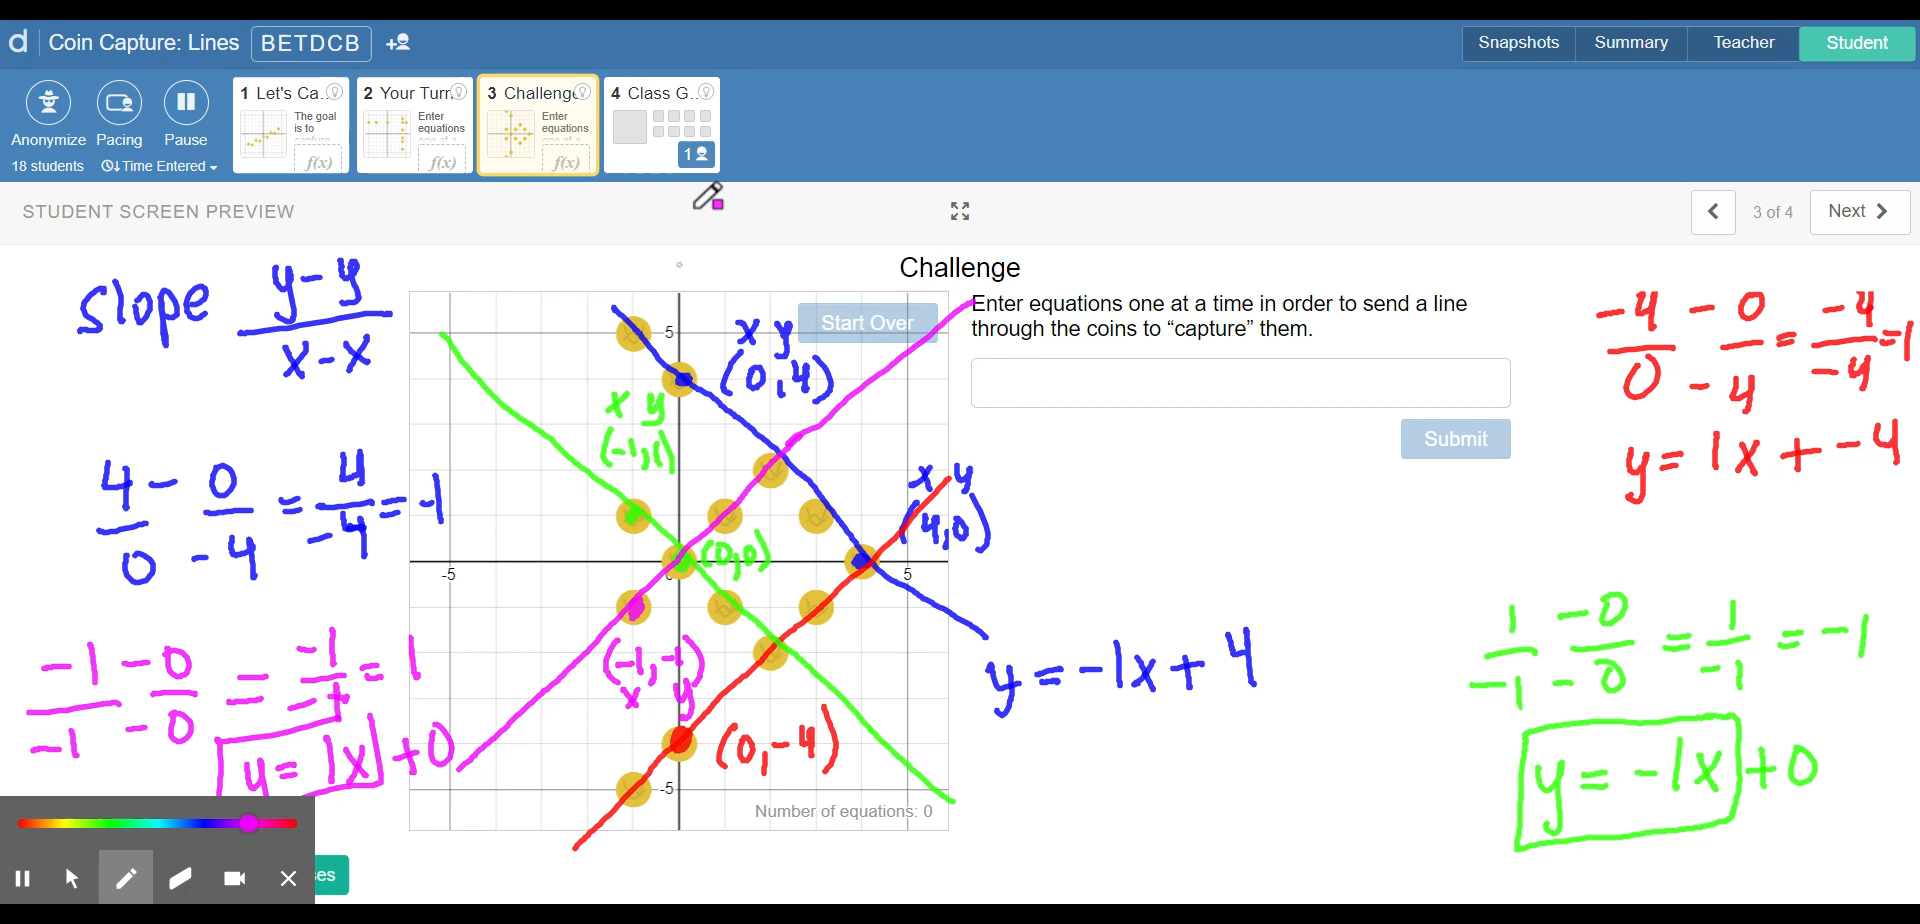 d Coin Capture: Lines BETDCB
Snapshots Summary Teacher Student
1 Let's Ca... 2 Your Turn 3 Challenge 4 Class G...
The goal is to
Enter equations
Enter equations
f(x) f(x) f(x) 1
Anonymize Pacing Pause
18 students Time Entered
STUDENT SCREEN PREVIEW
3 of 4 Next
Challenge
Enter equations one at a time in order to send a line
through the coins to “capture” them.
Start Over
Submit
slope y-y
x-x
4 - 0 = 4 = -1
0 - 4 -4
-1 - 0 = -1 = 1
-1 - 0 -1
y = 1x +0
5
-5
0
5
-5
x y
(0,4)
x y
(-1,1)
x y
(4,0)
(0,0)
(-1,-1)
x y
(0,-4)
Number of equations: 0
y = -1x + 4
-4 - 0 = -4 = 1
0 - 4 -4
y = 1x + -4
1 - 0 = 1 = -1
-1 - 0 -1
y = -1x +0
es